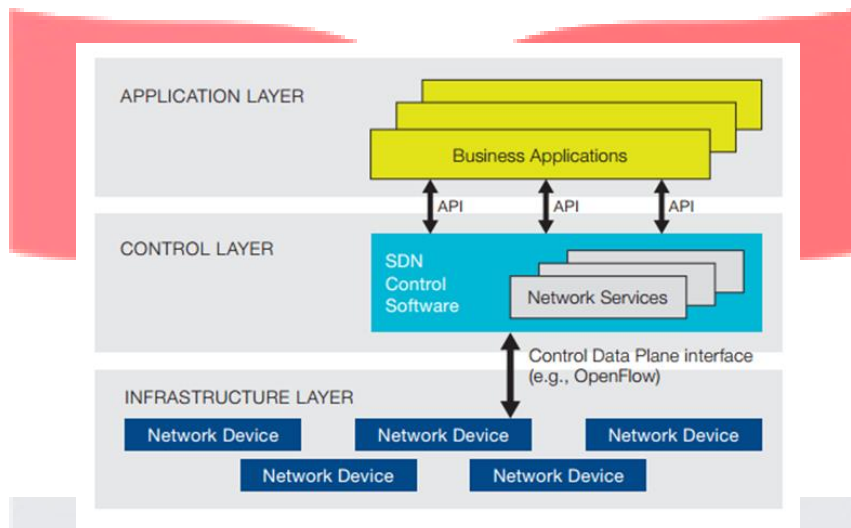 APPLICATION LAYER
Business Applications
API API API
CONTROL LAYER
SDN
Control
Software
Network Services
Control Data Plane interface
(e.g., OpenFlow)
INFRASTRUCTURE LAYER
Network Device Network Device Network Device
Network Device Network Device